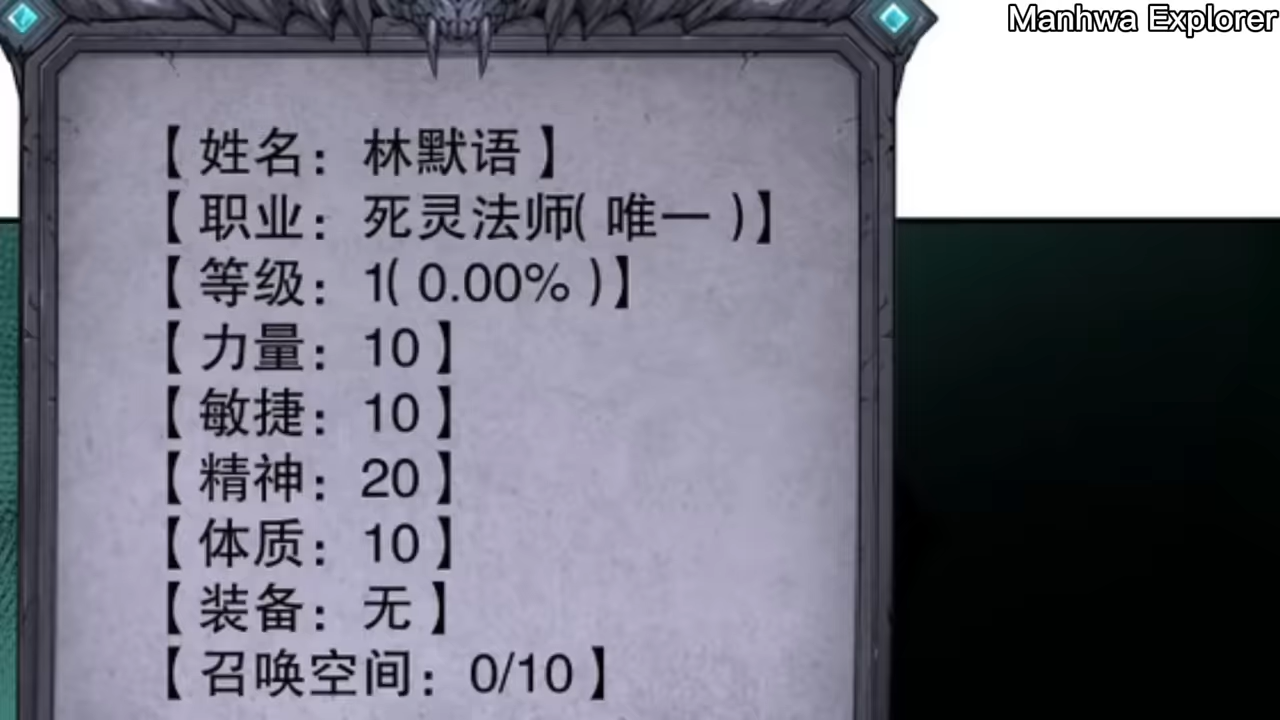 Manhwa Explorer
【姓名：林默语】
【职业：死灵法师(唯一)】
【等级：1(0.00%)】
【力量：10】
【敏捷：10】
【精神：20】
【体质：10】
【装备：无】
【召唤空间：0/10】